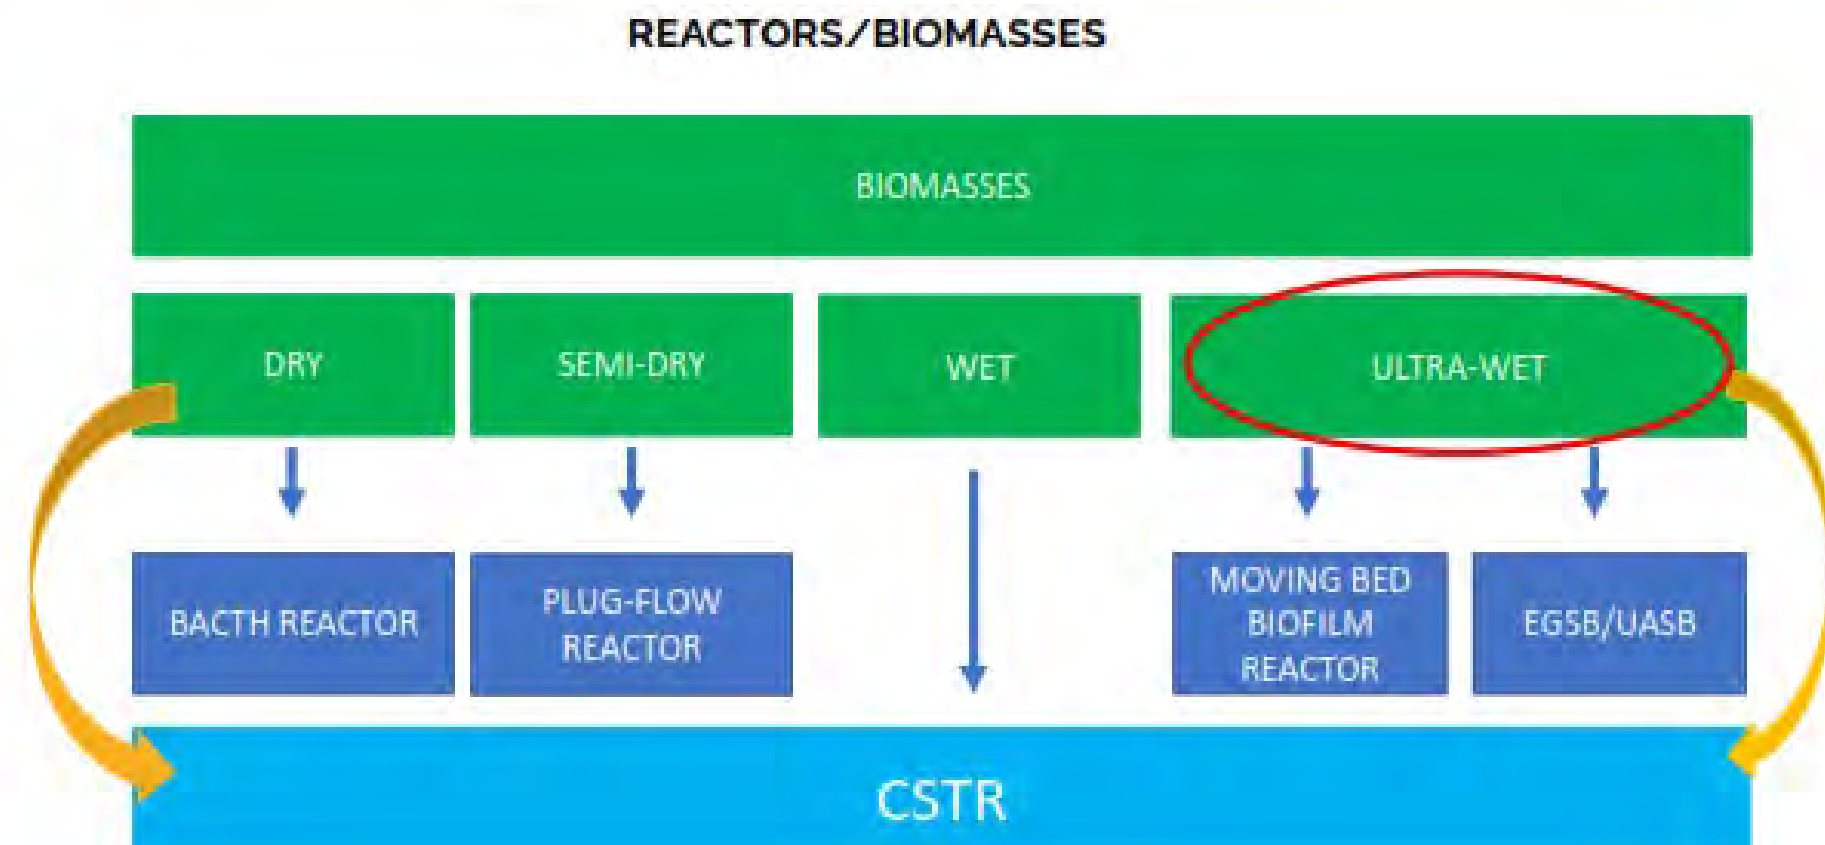 REACTORS/BIOMASSES
BIOMASSES
DRY
SEMI-DRY
WET
ULTRA-WET
BACTH REACTOR
PLUG-FLOW
REACTOR
MOVING BED
BIOFILM
REACTOR
EGSB/UASB
CSTR